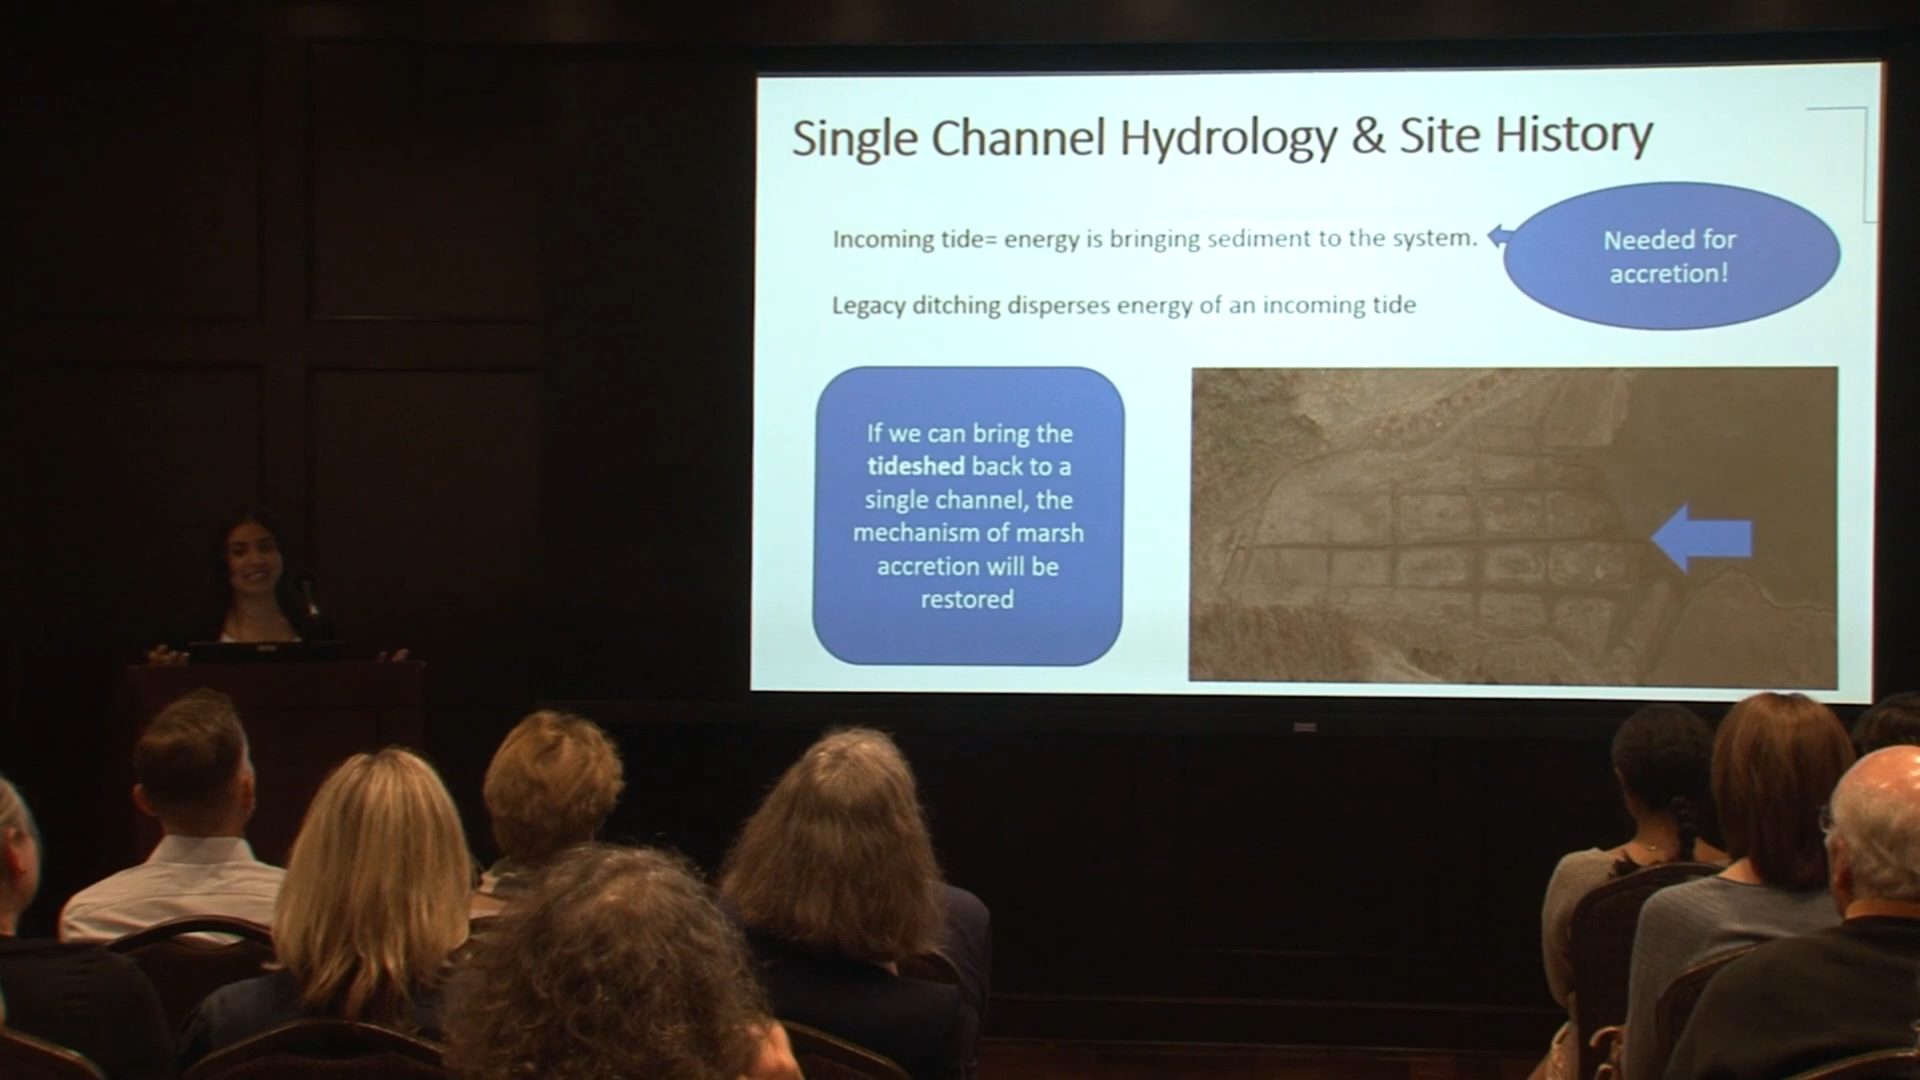 Single Channel Hydrology & Site History
Incoming tide= energy is bringing sediment to the system.
Needed for
accretion!
Legacy ditching disperses energy of an incoming tide
If we can bring the
tideshed back to a
single channel, the
mechanism of marsh
accretion will be
restored